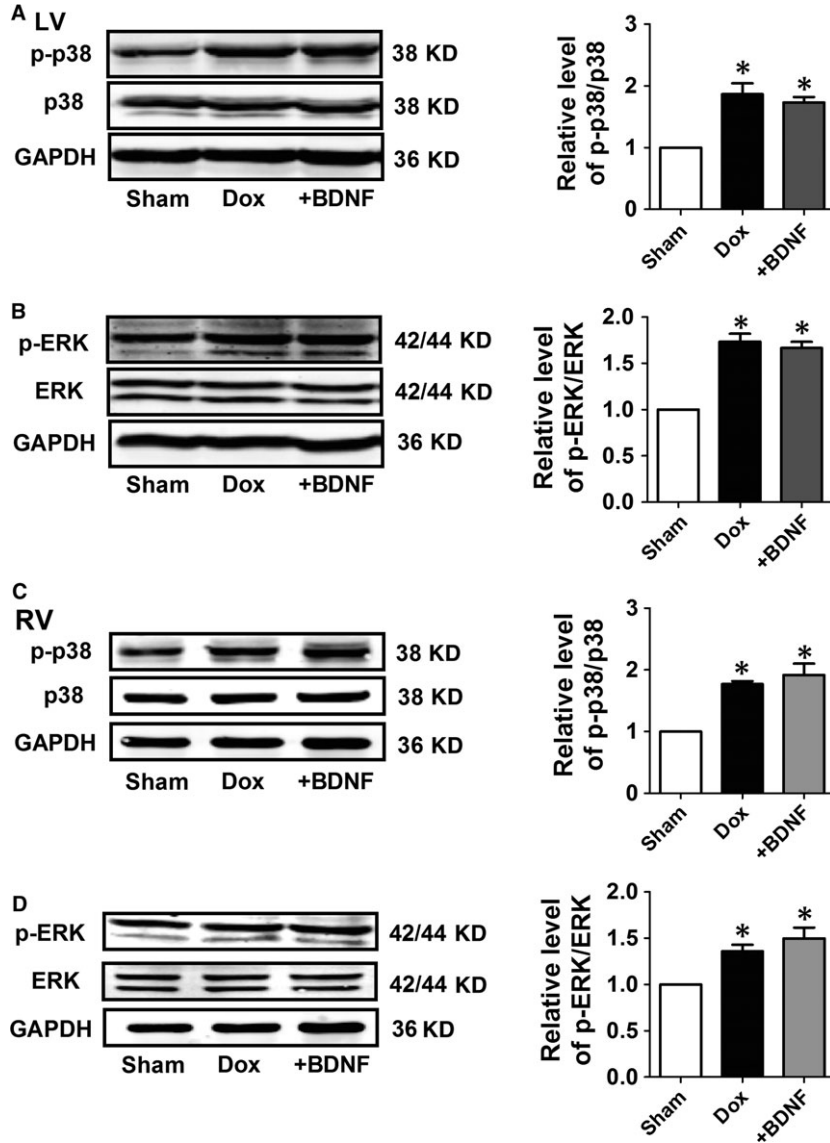 A LV
p-p38 38 KD
p38 38 KD
GAPDH 36 KD
Sham Dox +BDNF
Relative level
of p-p38/p38
3
2
1
0
* *
Sham Dox +BDNF
B
p-ERK 42/44 KD
ERK 42/44 KD
GAPDH 36 KD
Sham Dox +BDNF
Relative level
of p-ERK/ERK
2.0
1.5
1.0
0.5
0.0
* *
Sham Dox +BDNF
C
RV
p-p38 38 KD
p38 38 KD
GAPDH 36 KD
Sham Dox +BDNF
Relative level
of p-p38/p38
3
2
1
0
* *
Sham Dox +BDNF
D
p-ERK 42/44 KD
ERK 42/44 KD
GAPDH 36 KD
Sham Dox +BDNF
Relative level
of p-ERK/ERK
2.0
1.5
1.0
0.5
0.0
* *
Sham Dox +BDNF